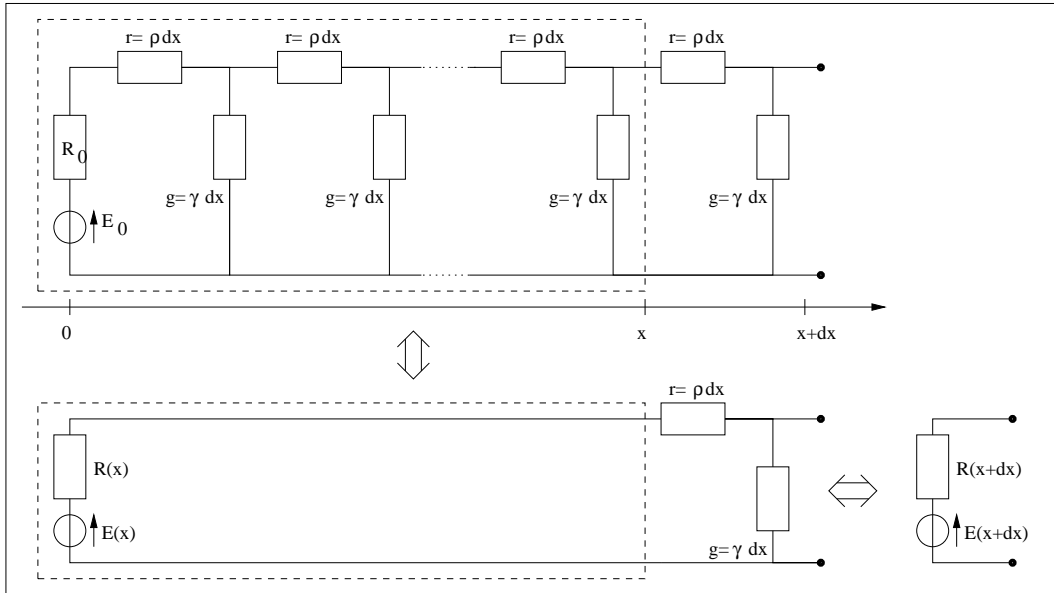 r= ρdx r= ρdx r= ρdx r= ρdx
R0
g= γ dx g= γ dx g= γ dx g= γ dx
E0
0 x x+dx
r= ρdx
R(x) R(x+dx)
E(x) E(x+dx)
g= γ dx